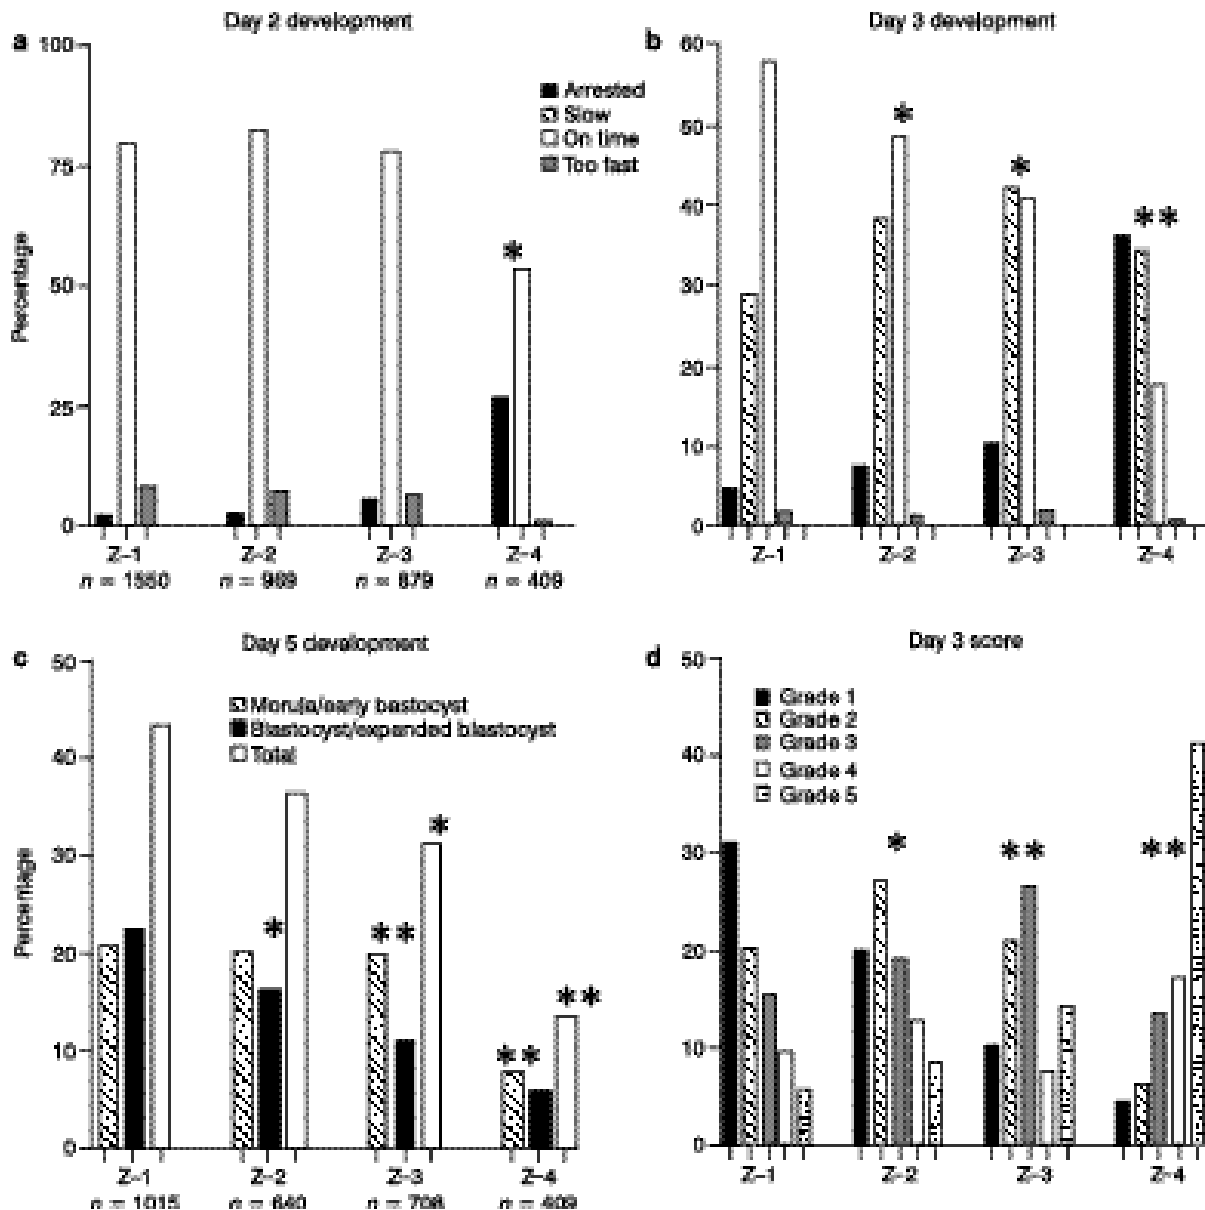 a
Day 2 development
100
75
50
25
0
Percentage
Arrested
Slow
On time
Too fast
*
Z–1
Z–2
Z–3
Z–4
n = 1550
n = 969
n = 879
n = 409
b
Day 3 development
60
50
40
30
20
10
0
*
*
**
Z–1
Z–2
Z–3
Z–4
c
Day 5 development
50
40
30
20
10
0
Percentage
Morula/early bastocyst
Blastocyst/expanded blastocyst
Total
*
**
*
**
**
Z–1
Z–2
Z–3
Z–4
n = 1015
n = 640
n = 708
n = 409
d
Day 3 score
50
40
30
20
10
0
Grade 1
Grade 2
Grade 3
Grade 4
Grade 5
*
**
**
Z–1
Z–2
Z–3
Z–4